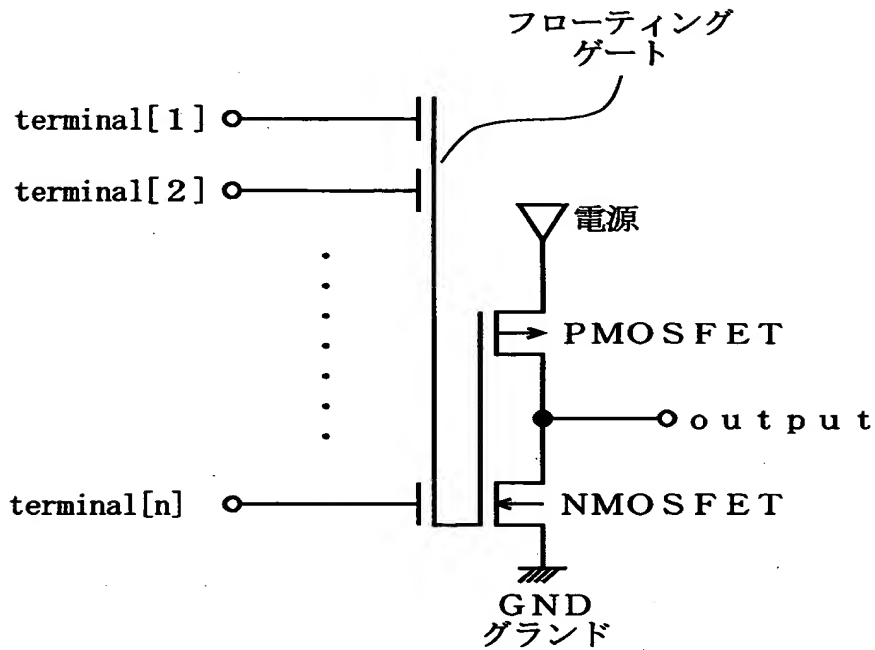 フローティング
ゲート
terminal[１]
terminal[２]
電源
ＰＭＯＳＦＥＴ
ｏｕｔｐｕｔ
terminal[n]
ＮＭＯＳＦＥＴ
ＧＮＤ
グランド